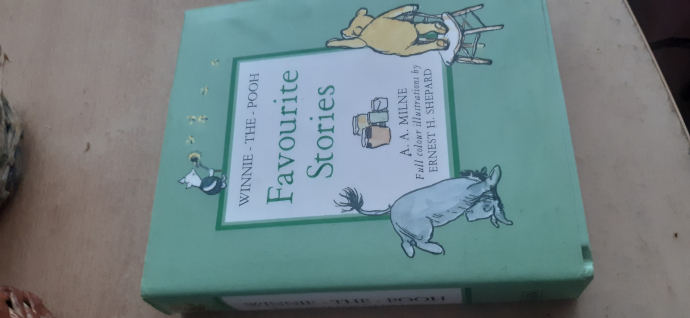 WINNIE - THE - POOH
Favourite
Stories
A. A. MILNE
Full colour illustrations by
ERNEST H. SHEPARD
WINNIE - THE - POOH